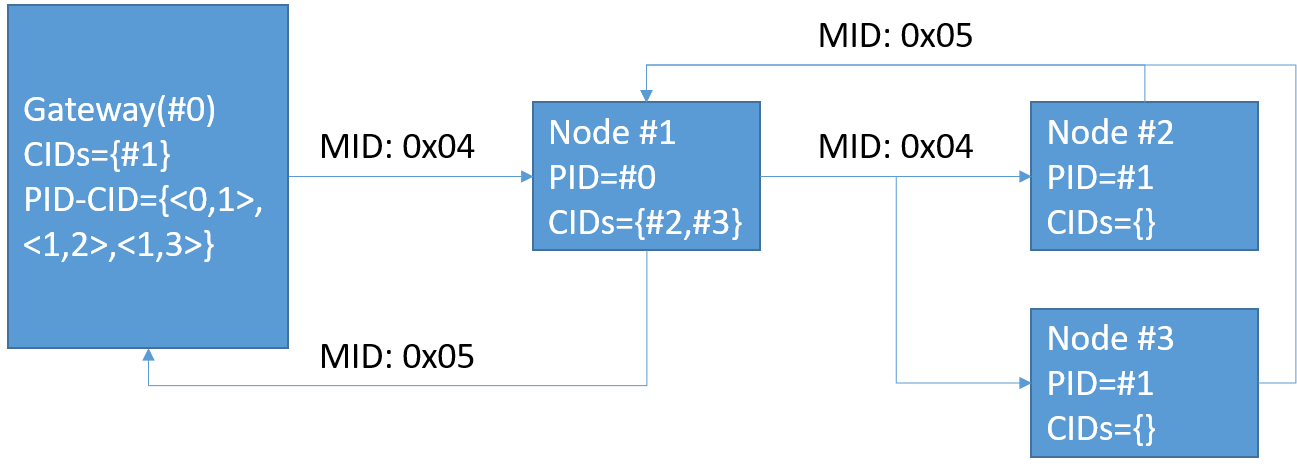 Gateway(#0)
CIDs={#1}
PID-CID={<0,1>,
<1,2>,<1,3>}
MID: 0x04
MID: 0x05
Node #1
PID=#0
CIDs={#2,#3}
MID: 0x05
MID: 0x04
Node #2
PID=#1
CIDs={}
Node #3
PID=#1
CIDs={}